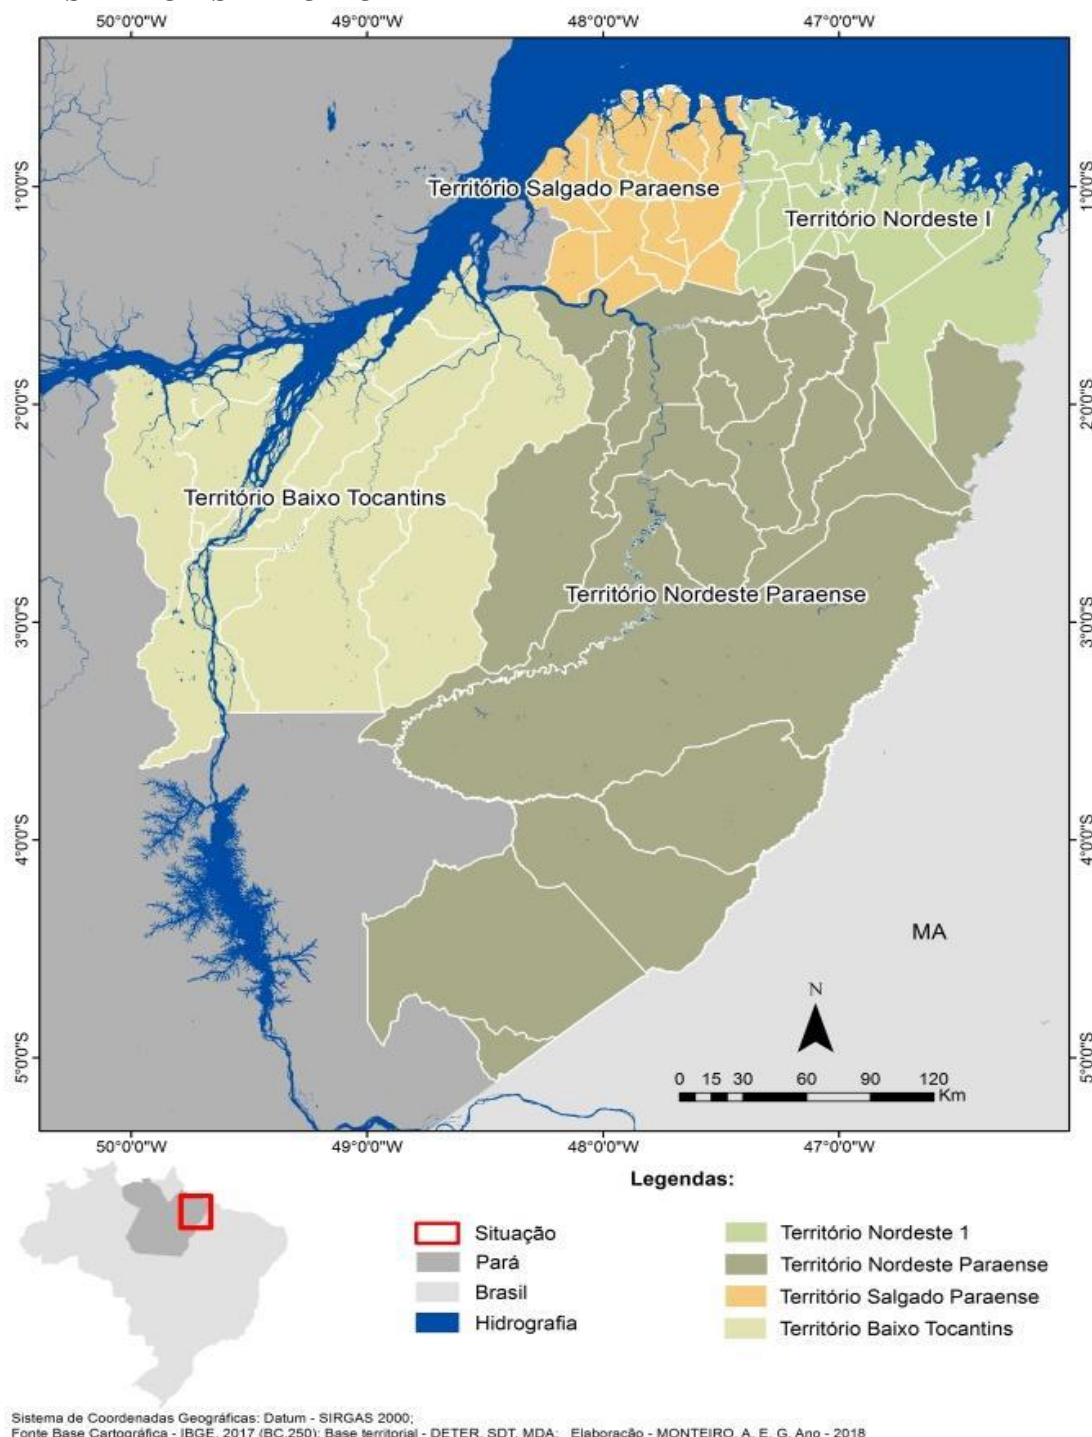 50°0'0"W 49°0'0"W 48°0'0"W 47°0'0"W
1°0'0"S 1°0'0"S
Território Salgado Paraense
Território Nordeste I
2°0'0"S 2°0'0"S
Território Baixo Tocantins
Território Nordeste Paraense
3°0'0"S 3°0'0"S
4°0'0"S 4°0'0"S
MA
N
5°0'0"S 5°0'0"S
0 15 30 60 90 120
Km
50°0'0"W 49°0'0"W 48°0'0"W 47°0'0"W
Legendas:
Situação
Pará
Brasil
Hidrografia
Território Nordeste 1
Território Nordeste Paraense
Território Salgado Paraense
Território Baixo Tocantins
Sistema de Coordenadas Geográficas: Datum - SIRGAS 2000;
Fonte Base Cartográfica - IBGE, 2017 (BC 250); Base territorial - DETER, SDT, MDA; Elaboração - MONTEIRO, A. E. G. Ano - 2018